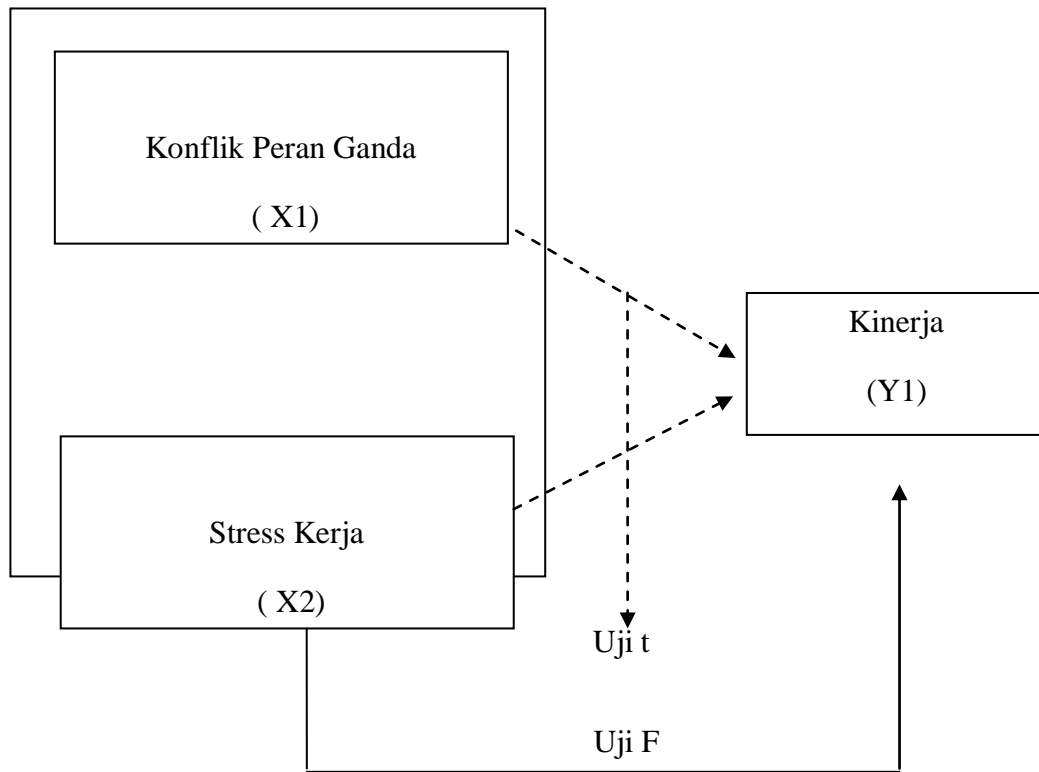 Konflik Peran Ganda
( X1)
Kinerja
(Y1)
Stress Kerja
( X2)
Uji t
Uji F